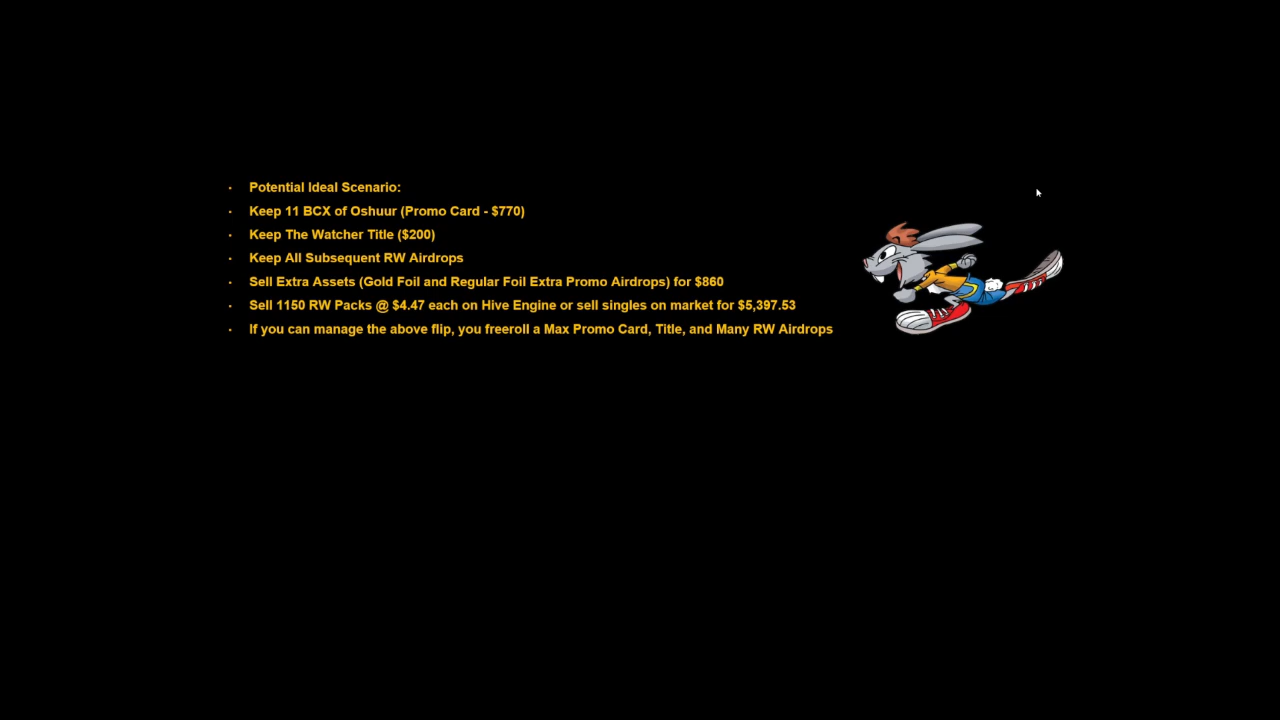 • Potential Ideal Scenario:
• Keep 11 BCX of Oshuur (Promo Card - $770)
• Keep The Watcher Title ($200)
• Keep All Subsequent RW Airdrops
• Sell Extra Assets (Gold Foil and Regular Foil Extra Promo Airdrops) for $860
• Sell 1150 RW Packs @ $4.47 each on Hive Engine or sell singles on market for $5,397.53
• If you can manage the above flip, you freeroll a Max Promo Card, Title, and Many RW Airdrops